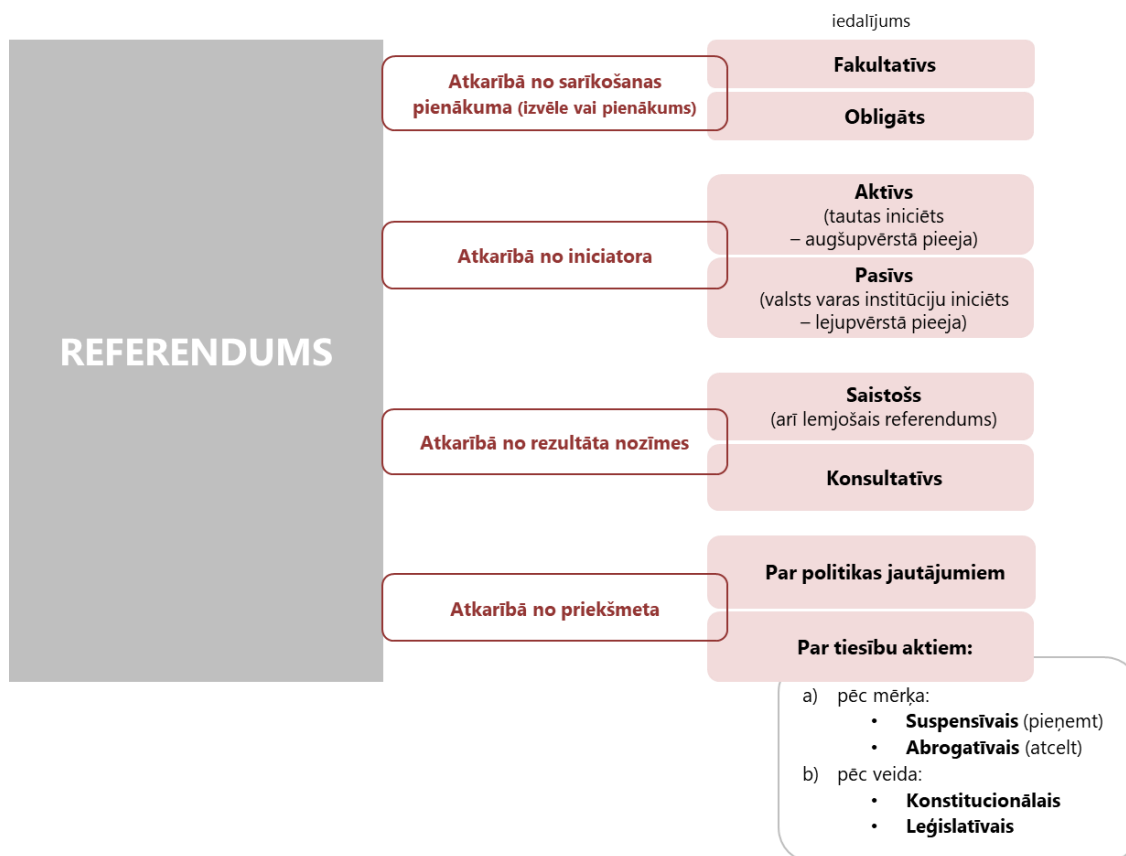 iedalījums
REFERENDUMS
Atkarībā no sarīkošanas
pienākuma (izvēle vai pienākums)
Fakultatīvs
Obligāts
Atkarībā no iniciatora
Aktīvs
(tautas iniciēts
– augšupvērstā pieeja)
Pasīvs
(valsts varas institūciju iniciēts
– lejupvērstā pieeja)
Atkarībā no rezultāta nozīmes
Saistošs
(arī lemjošais referendums)
Konsultatīvs
Atkarībā no priekšmeta
Par politikas jautājumiem
Par tiesību aktiem:
a) pēc mērķa:
• Suspensīvais (pieņemt)
• Abrogatīvais (atcelt)
b) pēc veida:
• Konstitucionālais
• Leģislatīvais